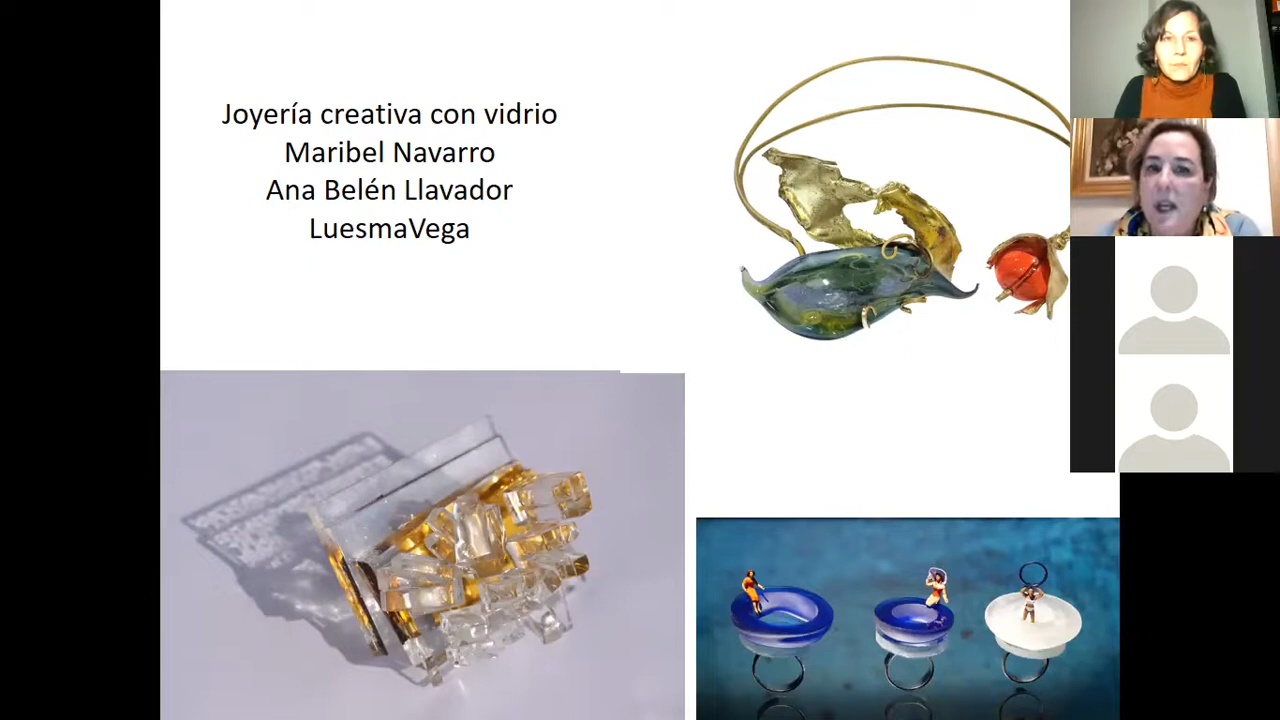 Joyería creativa con vidrio
Maribel Navarro
Ana Belén Llavador
LuesmaVega